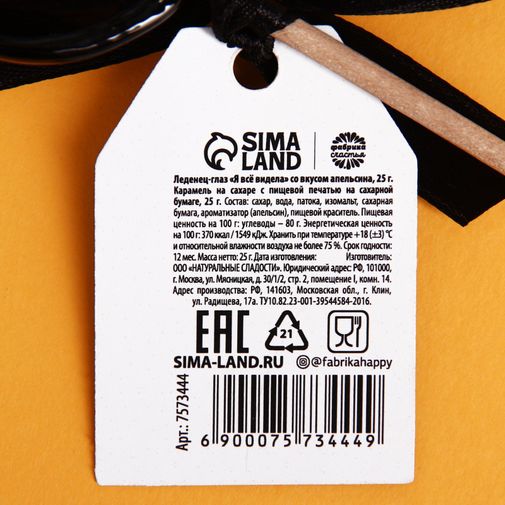 SIMA LAND
фабрика счастья
Леденец-глаз «Я всё видела» со вкусом апельсина, 25 г.
Карамель на сахаре с пищевой печатью на сахарной
бумаге, 25 г. Состав: сахар, вода, патока, изомальт, сахарная
бумага, ароматизатор (апельсин), пищевой краситель. Пищевая
ценность на 100 г: углеводы – 80 г. Энергетическая ценность
на 100 г: 370 ккал / 1549 кДж. Хранить при температуре +18 (±3) °C
и относительной влажности воздуха не более 75 %. Срок годности:
12 мес. Масса нетто: 25 г. Дата изготовления: Изготовитель:
ООО «НАТУРАЛЬНЫЕ СЛАДОСТИ». Юридический адрес: РФ, 101000,
г. Москва, ул. Мясницкая, д. 30/1/2, стр. 2, помещение I, комн. 14.
Адрес производства: РФ, 141603, Московская обл., г. Клин,
ул. Радищева, 17а. ТУ10.82.23-001-39544584-2016.
EAC
21
SIMA-LAND.RU
@fabrikahappy
Арт.: 7573444
6 900075 734449